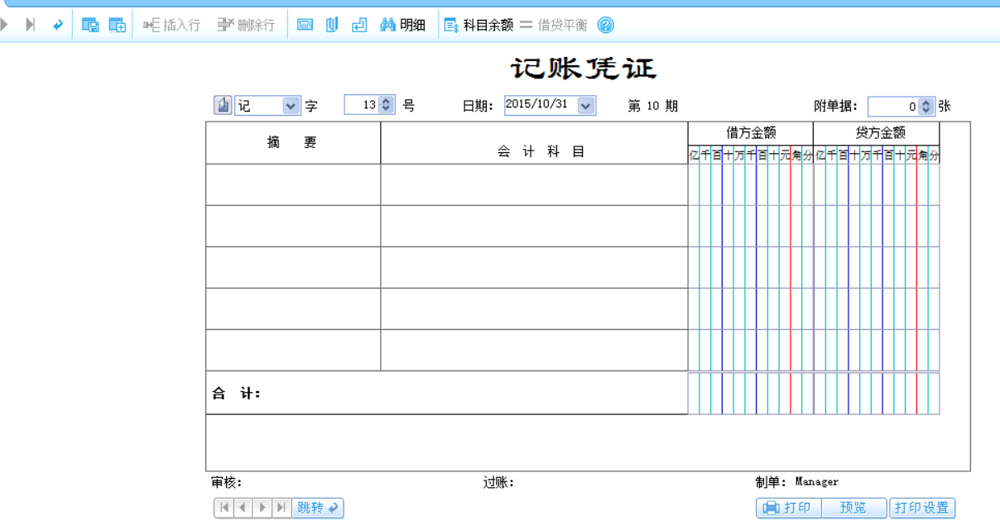 插入行 删除行 明细 科目余额 借贷平衡
记账凭证
记 字 13 号 日期: 2015/10/31 第 10 期 附单据: 0 张
摘 要 会 计 科 目 借方金额 贷方金额
亿千百十万千百十元角分 亿千百十万千百十元角分
合 计:
审核: 过账: 制单: Manager
跳转 打印 预览 打印设置